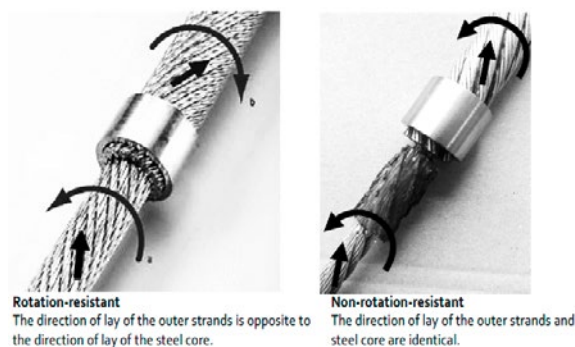 b
a
Rotation-resistant
The direction of lay of the outer strands is opposite to
the direction of lay of the steel core.
Non-rotation-resistant
The direction of lay of the outer strands and
steel core are identical.